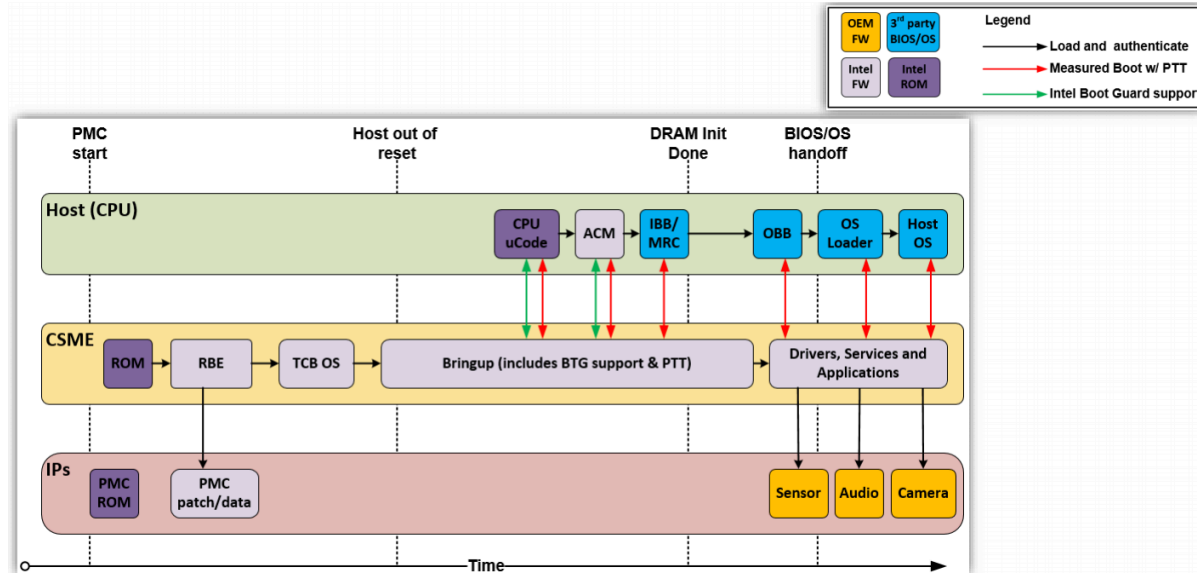 OEM
FW
3rd party
BIOS/OS
Legend
Load and authenticate
Intel
FW
Intel
ROM
Measured Boot w/ PTT
Intel Boot Guard support
PMC
start
Host out of
reset
DRAM Init
Done
BIOS/OS
handoff
Host (CPU)
CPU
uCode
ACM
IBB/
MRC
OBB
OS
Loader
Host
OS
CSME
ROM
RBE
TCB OS
Bringup (includes BTG support & PTT)
Drivers, Services and
Applications
IPs
PMC
ROM
PMC
patch/data
Sensor
Audio
Camera
Time